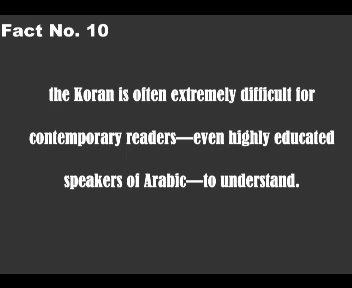 Fact No. 10
the Koran is often extremely difficult for
contemporary readers—even highly educated
speakers of Arabic—to understand.